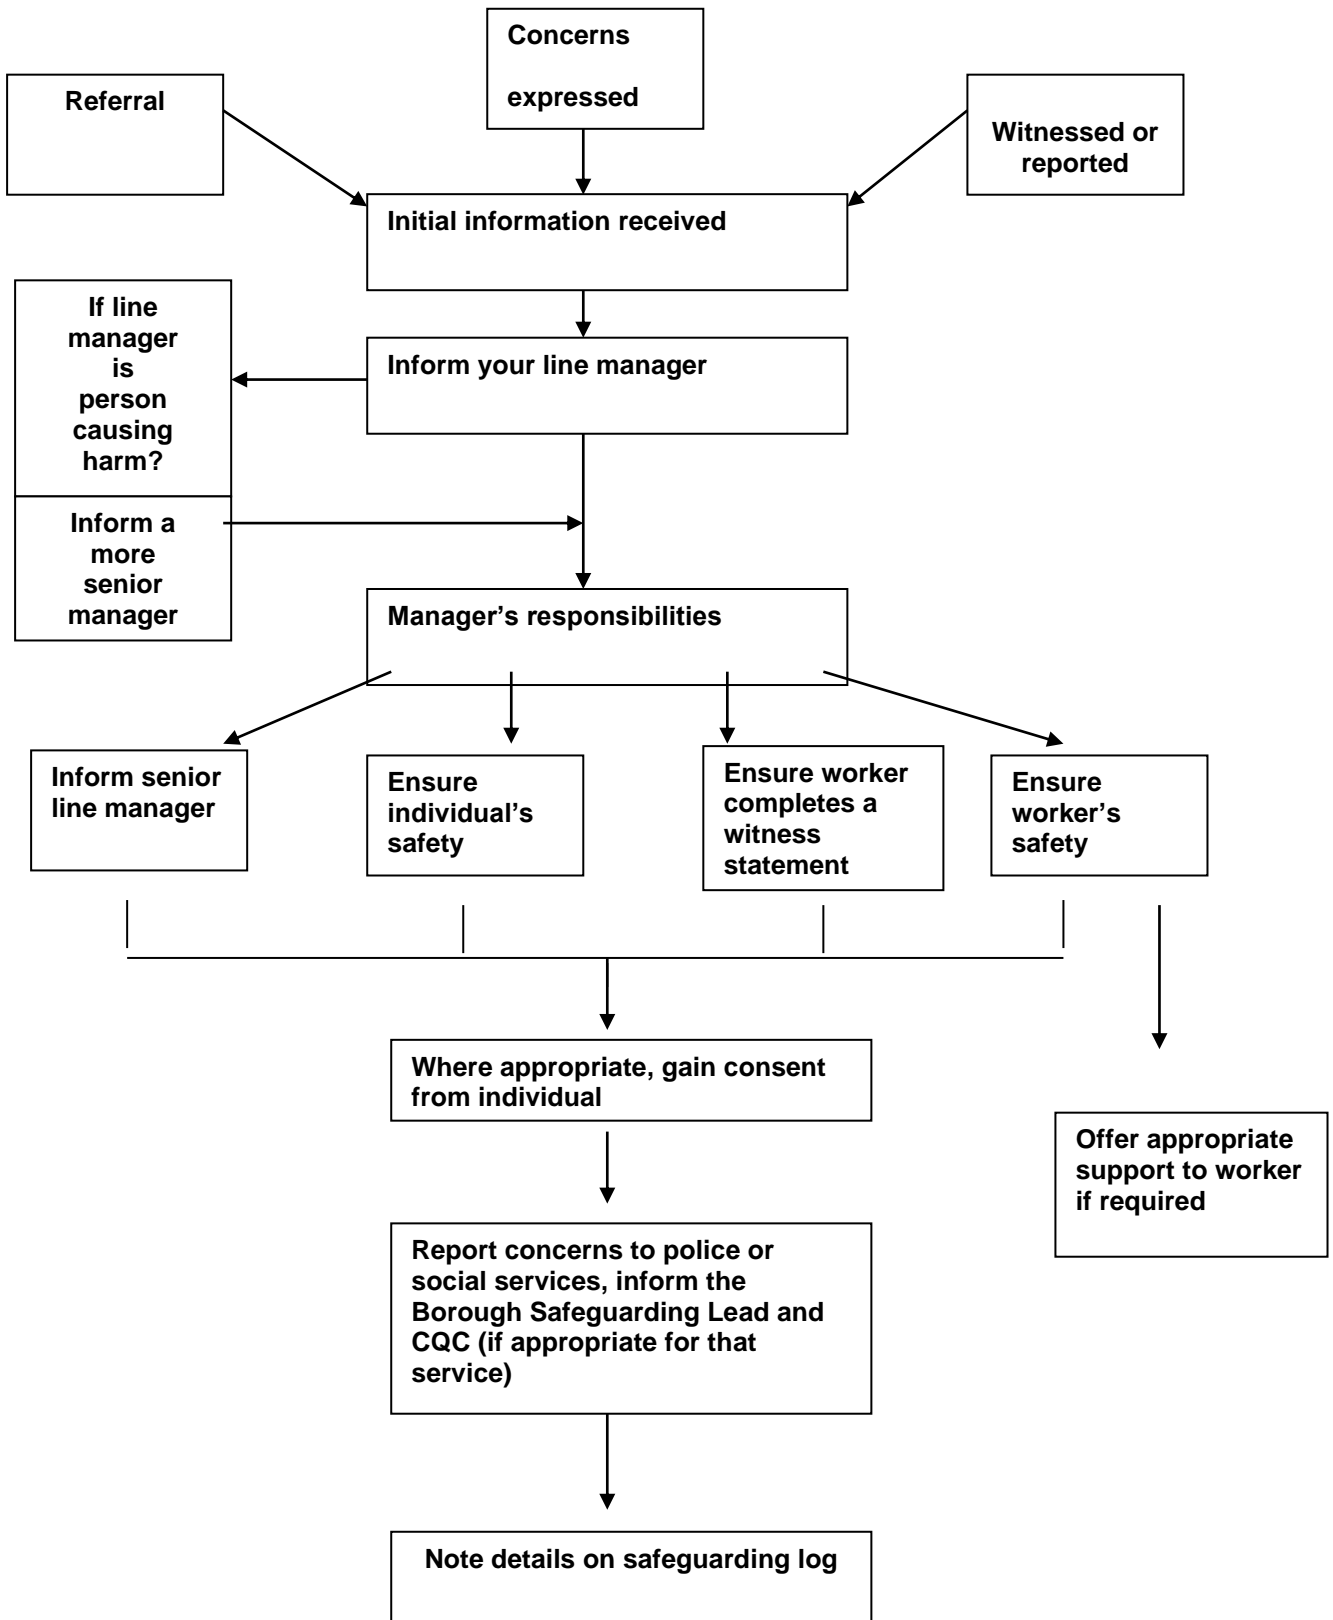 Concerns
expressed
Referral
Witnessed or
reported
Initial information received
If line
manager
is
person
causing
harm?
Inform your line manager
Inform a
more
senior
manager
Manager’s responsibilities
Inform senior
line manager
Ensure
individual’s
safety
Ensure worker
completes a
witness
statement
Ensure
worker’s
safety
Where appropriate, gain consent
from individual
Offer appropriate
support to worker
if required
Report concerns to police or
social services, inform the
Borough Safeguarding Lead and
CQC (if appropriate for that
service)
Note details on safeguarding log